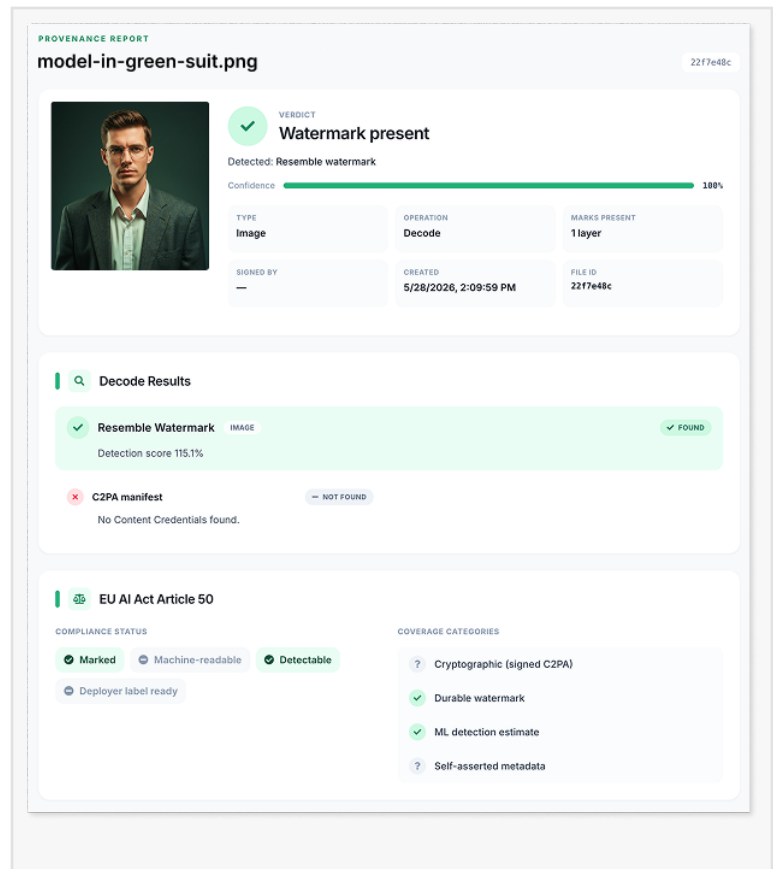 PROVENANCE REPORT
model-in-green-suit.png
22f7e48c
VERDICT
Watermark present
Detected: Resemble watermark
Confidence 100%
TYPE
Image
OPERATION
Decode
MARKS PRESENT
1 layer
SIGNED BY
—
CREATED
5/28/2026, 2:09:59 PM
FILE ID
22f7e48c
Decode Results
Resemble Watermark IMAGE FOUND
Detection score 115.1%
C2PA manifest NOT FOUND
No Content Credentials found.
EU AI Act Article 50
COMPLIANCE STATUS
Marked Machine-readable Detectable
Deployer label ready
COVERAGE CATEGORIES
? Cryptographic (signed C2PA)
Durable watermark
ML detection estimate
? Self-asserted metadata